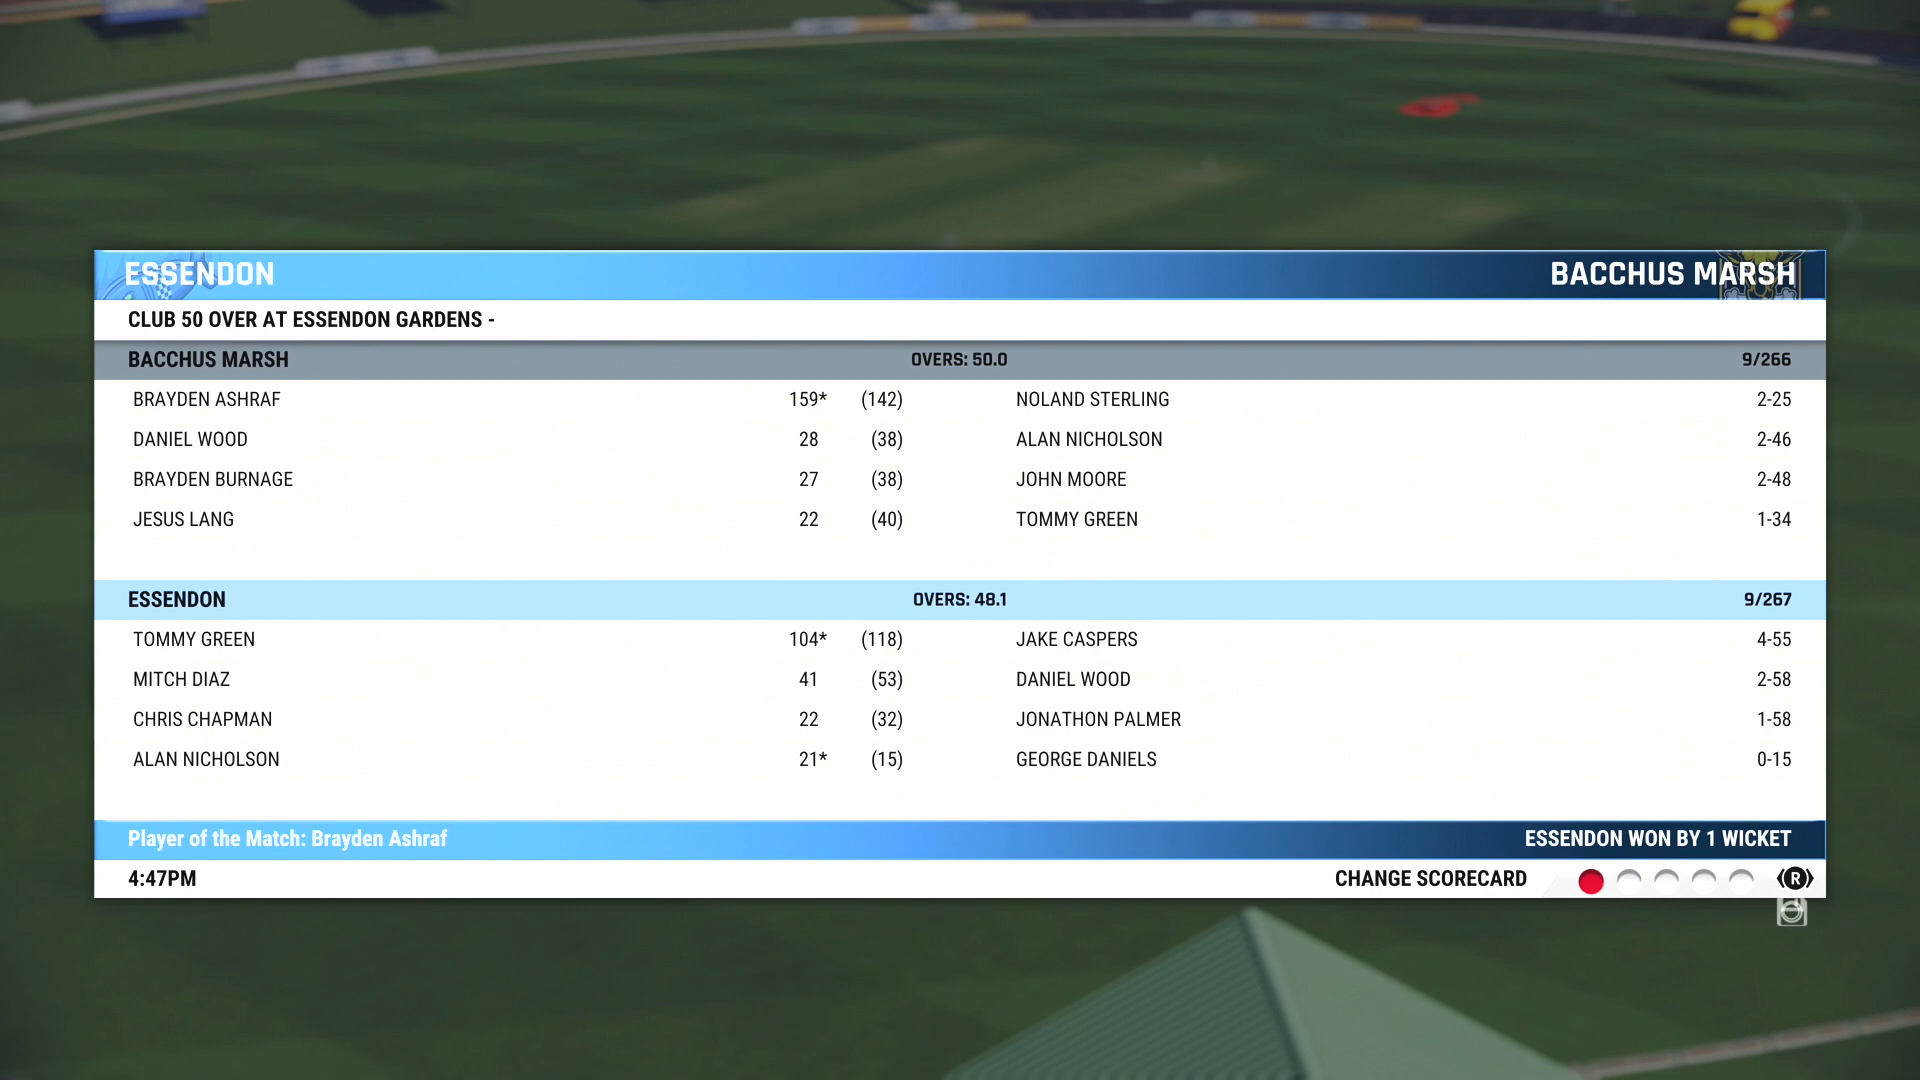 ESSENDON BACCHUS MARSH
CLUB 50 OVER AT ESSENDON GARDENS -
BACCHUS MARSH OVERS: 50.0 9/266
BRAYDEN ASHRAF 159* (142) NOLAND STERLING 2-25
DANIEL WOOD 28 (38) ALAN NICHOLSON 2-46
BRAYDEN BURNAGE 27 (38) JOHN MOORE 2-48
JESUS LANG 22 (40) TOMMY GREEN 1-34
ESSENDON OVERS: 48.1 9/267
TOMMY GREEN 104* (118) JAKE CASPERS 4-55
MITCH DIAZ 41 (53) DANIEL WOOD 2-58
CHRIS CHAPMAN 22 (32) JONATHON PALMER 1-58
ALAN NICHOLSON 21* (15) GEORGE DANIELS 0-15
Player of the Match: Brayden Ashraf ESSENDON WON BY 1 WICKET
4:47PM CHANGE SCORECARD R